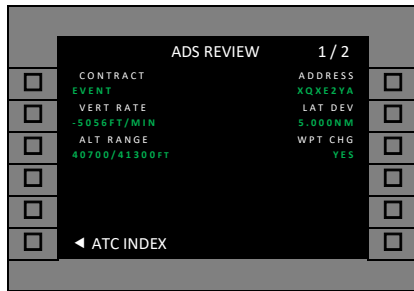 ADS REVIEW 1/2
CONTRACT ADDRESS
EVENT XQXE2YA
VERT RATE LAT DEV
-5056FT/MIN 5.000NM
ALT RANGE WPT CHG
40700/41300FT YES
◄ ATC INDEX